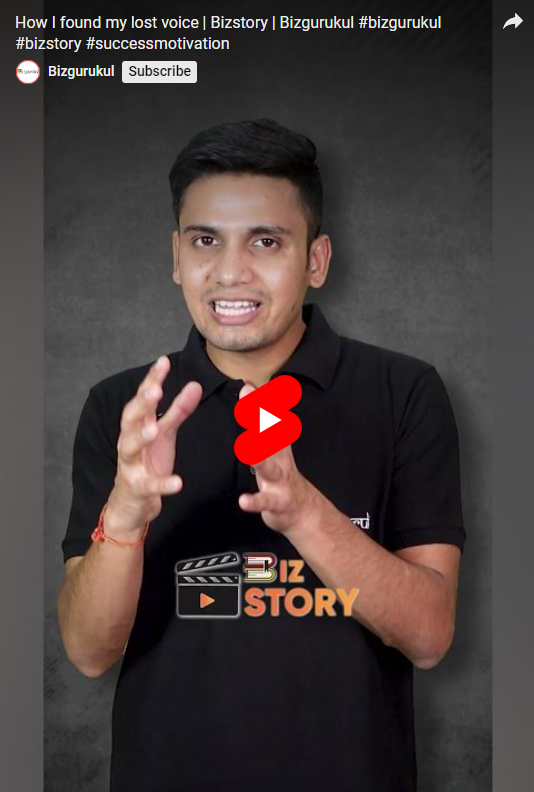 How I found my lost voice | Bizstory | Bizgurukul #bizgurukul
#bizstory #successmotivation
Bizgurukul Subscribe
BIZ
STORY